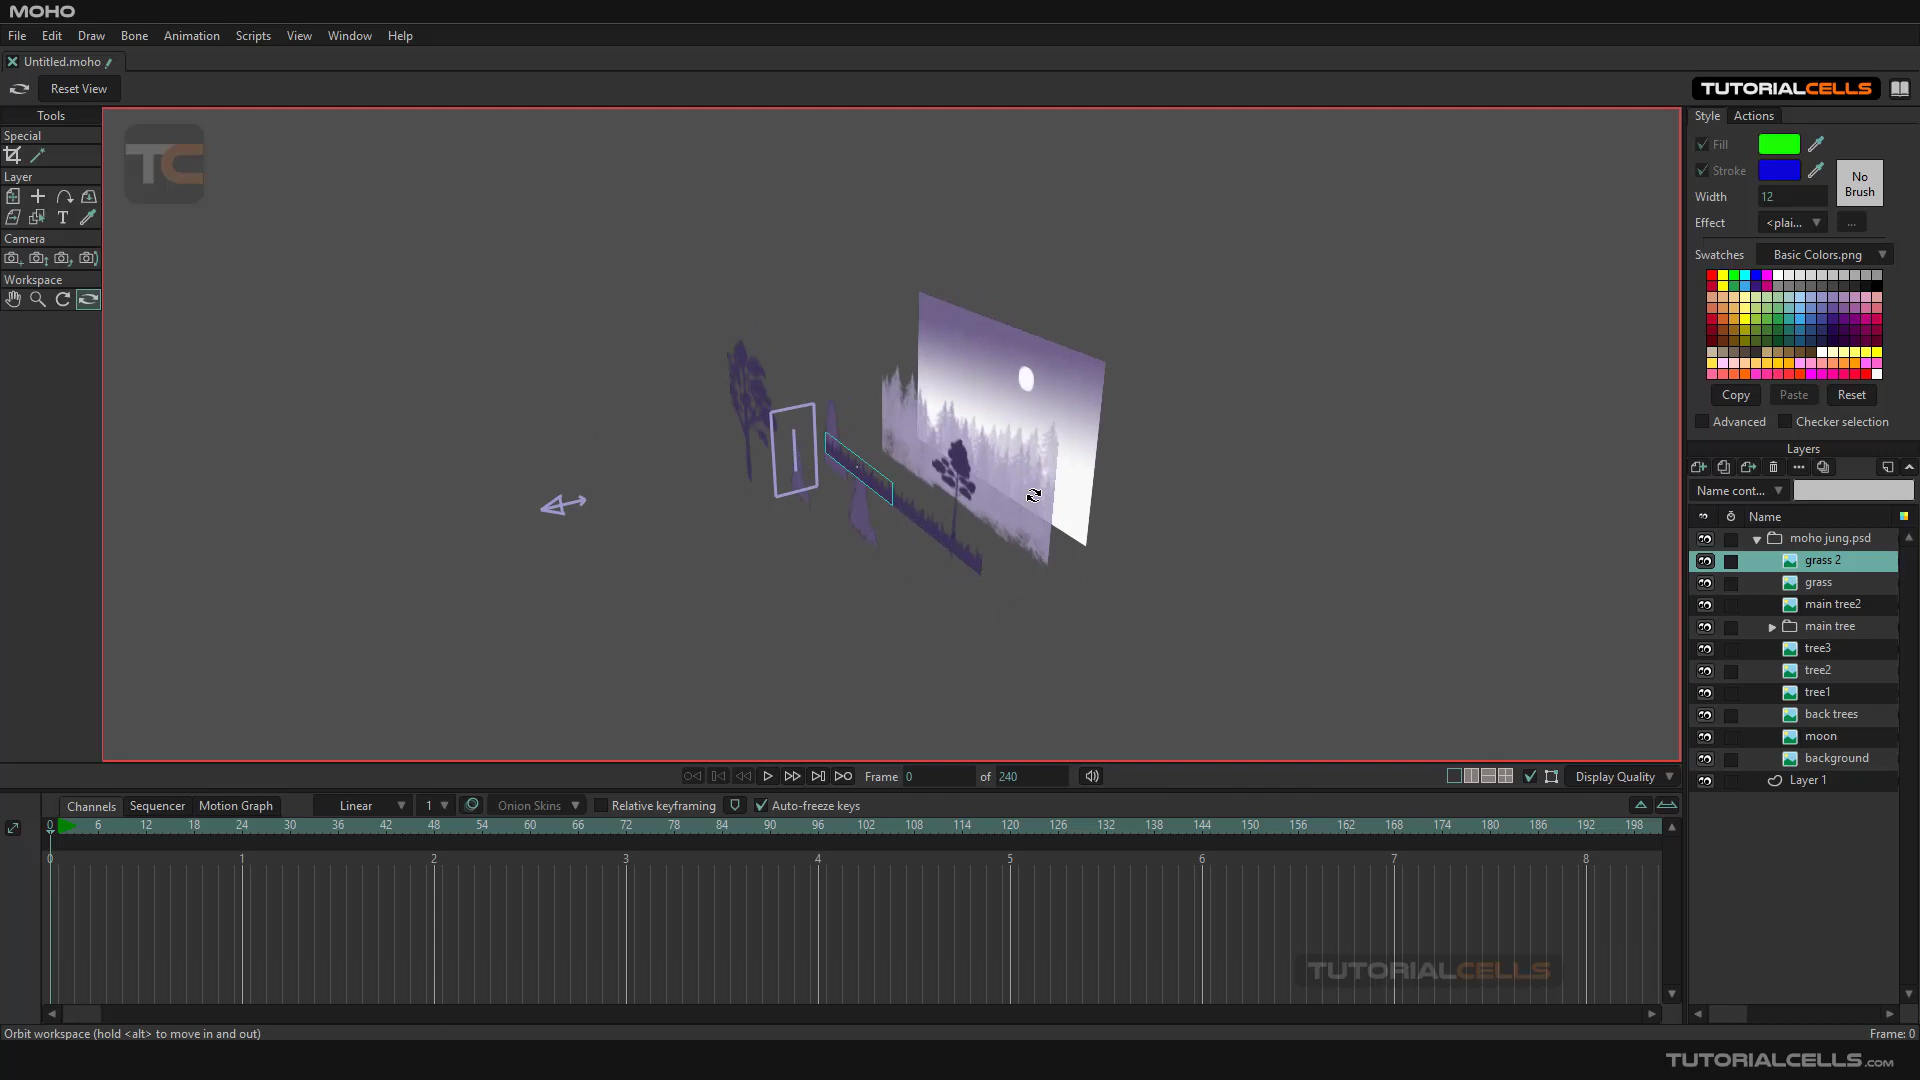 MOHO
File Edit Draw Bone Animation Scripts View Window Help
Untitled.moho
Reset View
TUTORIALCELLS
Tools
Special
Layer
T
Camera
Workspace
TC
Style Actions
Fill
Stroke
No
Brush
Width 12
Effect <plai... ...
Swatches Basic Colors.png
Copy Paste Reset
Advanced Checker selection
Layers
Name cont...
Name
moho jung.psd
grass 2
grass
main tree2
main tree
tree3
tree2
tree1
back trees
moon
background
Layer 1
Frame 0 of 240 Display Quality
Channels Sequencer Motion Graph Linear 1 Onion Skins Relative keyframing Auto-freeze keys
0 6 12 18 24 30 36 42 48 54 60 66 72 78 84 90 96 102 108 114 120 126 132 138 144 150 156 162 168 174 180 186 192 198
0 1 2 3 4 5 6 7 8
TUTORIALCELLS
Orbit workspace (hold <alt> to move in and out) Frame: 0
TUTORIALCELLS.COM